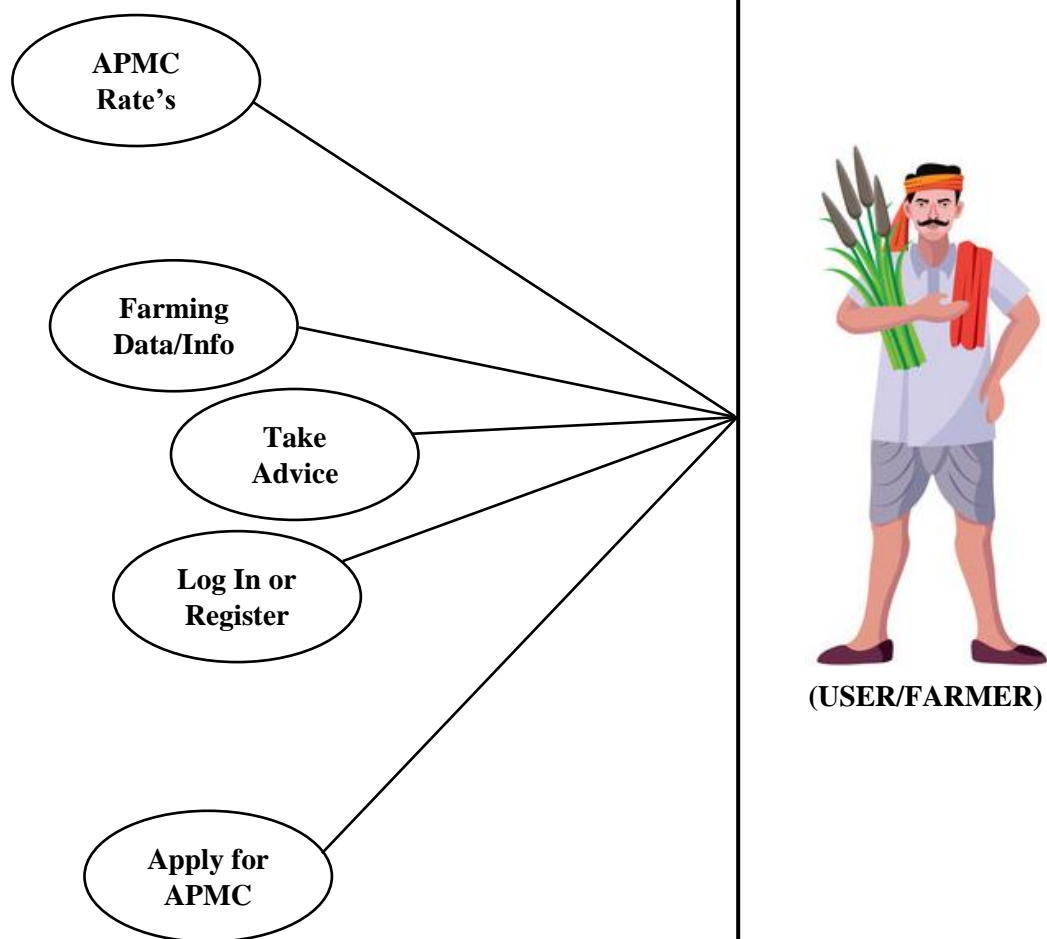 APMC
Rate’s
Farming
Data/Info
Take
Advice
Log In or
Register
(USER/FARMER)
Apply for
APMC